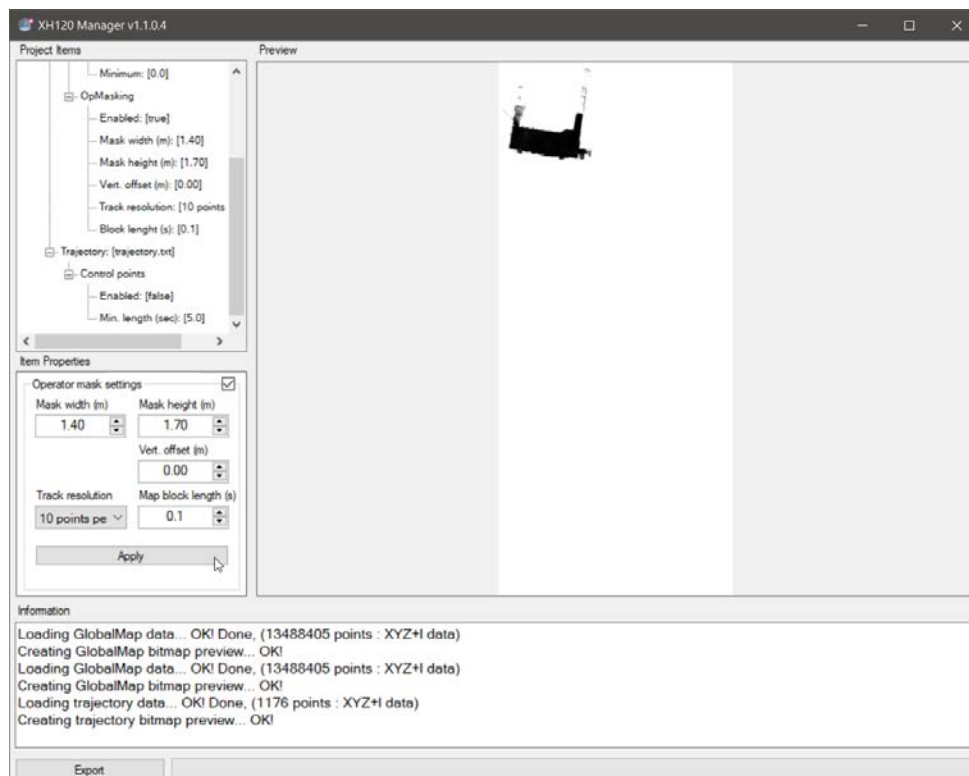 XH120 Manager v1.1.0.4
Project Items
Preview
Minimum: [0.0]
OpMasking
Enabled: [true]
Mask width (m): [1.40]
Mask height (m): [1.70]
Vert. offset (m): [0.00]
Track resolution: [10 points
Block lenght (s): [0.1]
Trajectory: [trajectory.txt]
Control points
Enabled: [false]
Min. length (sec): [5.0]
Item Properties
Operator mask settings
Mask width (m) Mask height (m)
1.40 1.70
Vert. offset (m)
0.00
Track resolution Map block length (s)
10 points pe 0.1
Apply
Information
Loading GlobalMap data... OK! Done, (13488405 points : XYZ+I data)
Creating GlobalMap bitmap preview... OK!
Loading GlobalMap data... OK! Done, (13488405 points : XYZ+I data)
Creating GlobalMap bitmap preview... OK!
Loading trajectory data... OK! Done, (1176 points : XYZ+I data)
Creating trajectory bitmap preview... OK!
Export